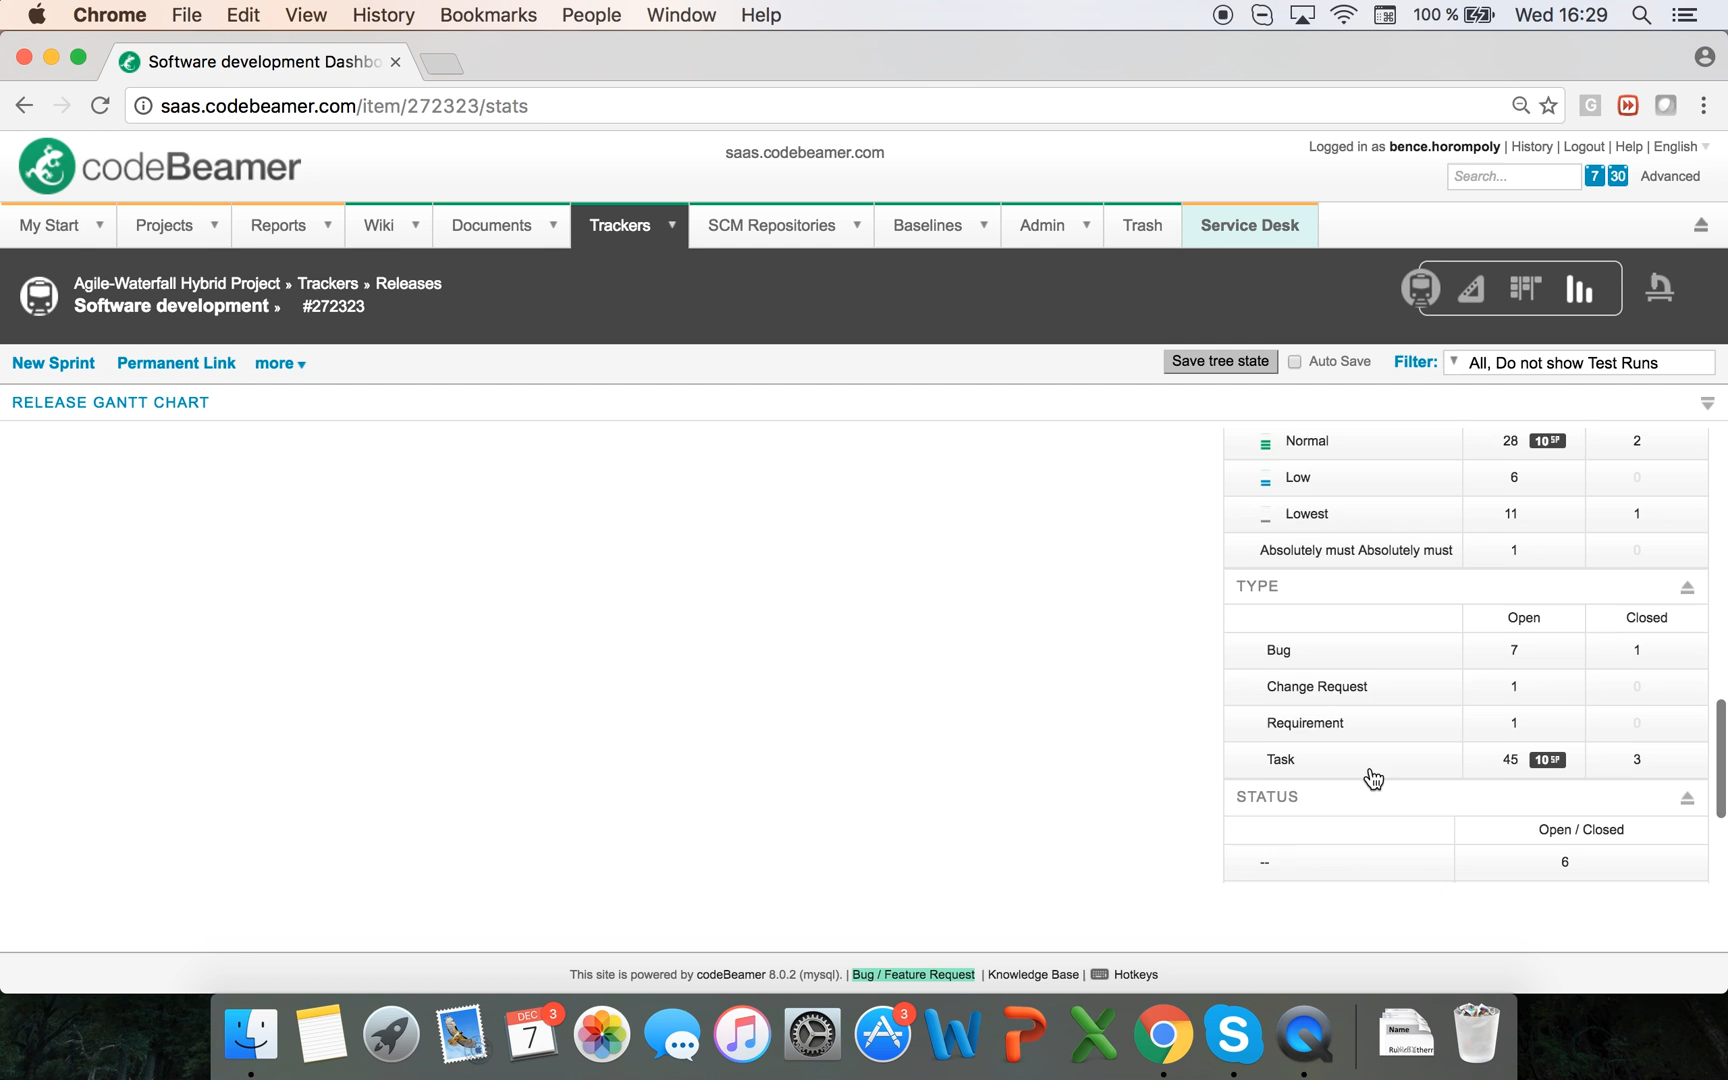 Chrome File Edit View History Bookmarks People Window Help 100 % Wed 16:29
Software development Dashbo
saas.codebeamer.com/item/272323/stats
G
codeBeamer
saas.codebeamer.com
Logged in as bence.horompoly | History | Logout | Help | English
Search... 7 30 Advanced
My Start Projects Reports Wiki Documents Trackers SCM Repositories Baselines Admin Trash Service Desk
Agile-Waterfall Hybrid Project » Trackers » Releases
Software development » #272323
New Sprint Permanent Link more Save tree state Auto Save Filter: All, Do not show Test Runs
RELEASE GANTT CHART
Normal 28 10 SP 2
Low 6 0
Lowest 11 1
Absolutely must Absolutely must 1 0
TYPE
Open Closed
Bug 7 1
Change Request 1 0
Requirement 1 0
Task 45 10 SP 3
STATUS
Open / Closed
-- 6
This site is powered by codeBeamer 8.0.2 (mysql). | Bug / Feature Request | Knowledge Base | Hotkeys
DEC 7 3
3
Name